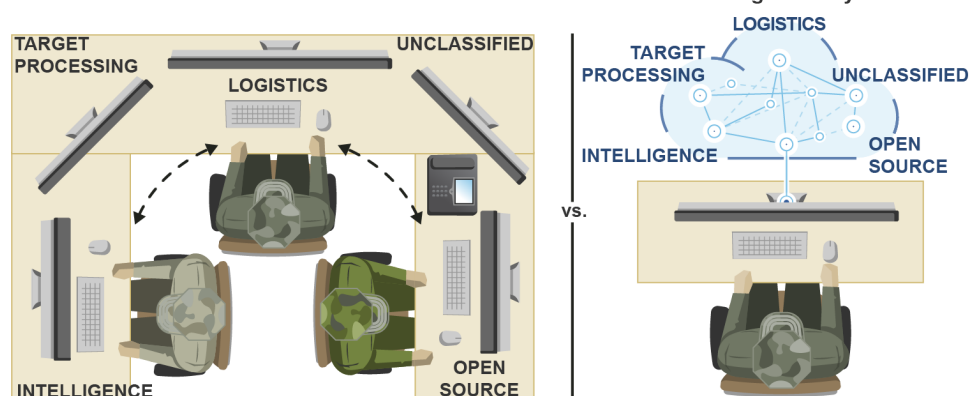 TARGET
PROCESSING
UNCLASSIFIED
LOGISTICS
INTELLIGENCE
OPEN
SOURCE
vs.
LOGISTICS
TARGET
PROCESSING
UNCLASSIFIED
INTELLIGENCE
OPEN
SOURCE